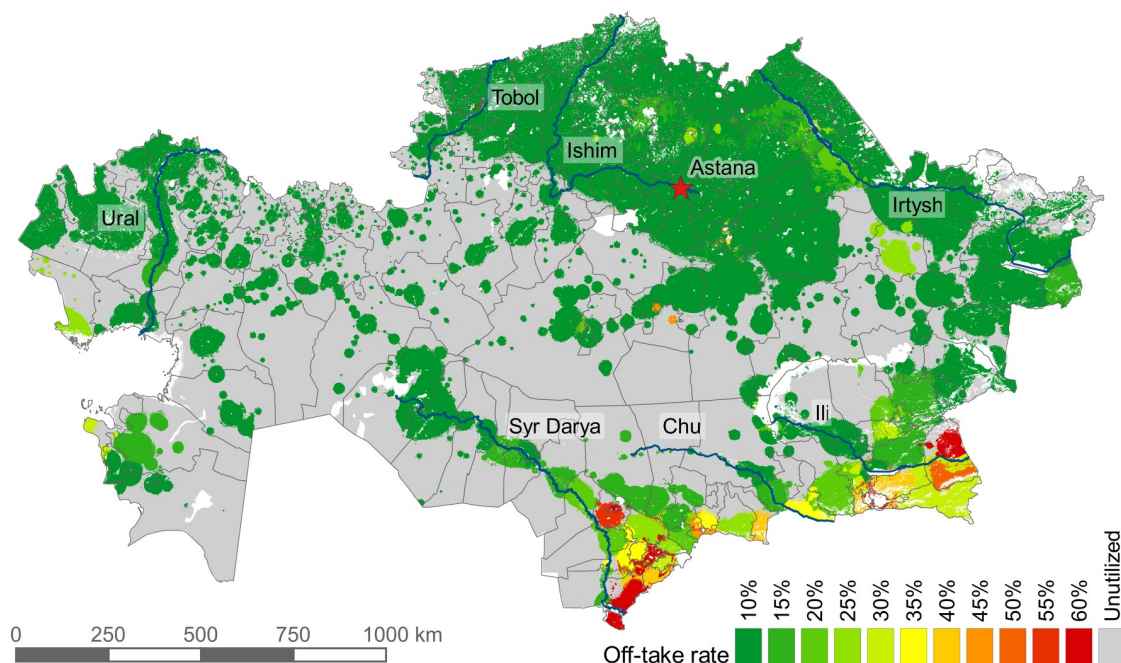 Tobol
Ishim
Astana
Ural
Irtysh
Ili
Syr Darya
Chu
0 250 500 750 1000 km
Off-take rate
10% 15% 20% 25% 30% 35% 40% 45% 50% 55% 60% Unutilized